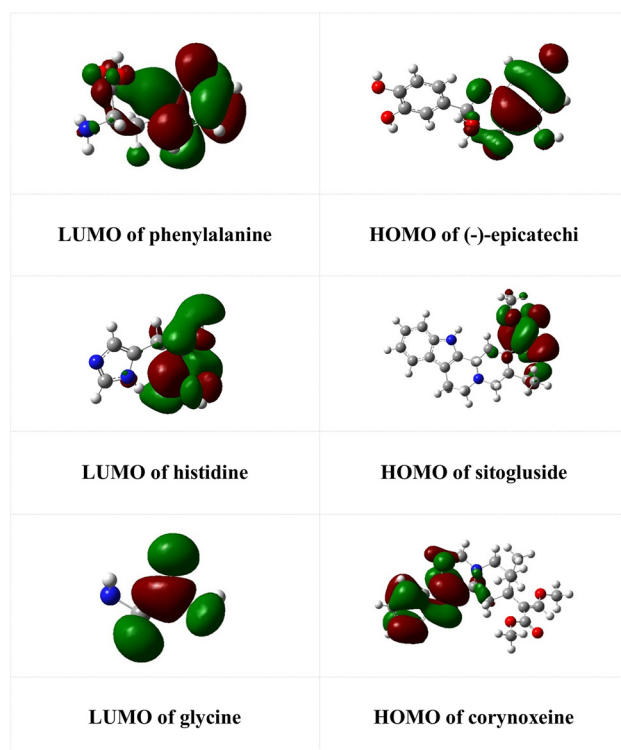 LUMO of phenylalanine
HOMO of (-)-epicatechi
LUMO of histidine
HOMO of sitogluside
LUMO of glycine
HOMO of corynoxeine